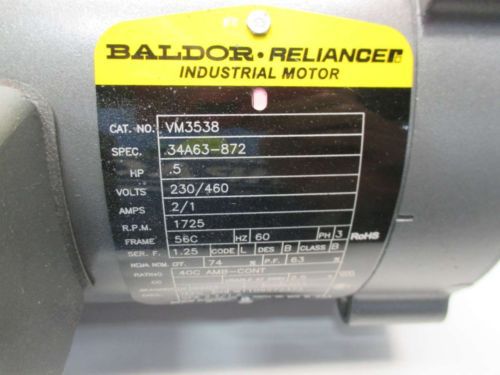 BALDOR • RELIANCER
INDUSTRIAL MOTOR
CAT. NO. VM3538
SPEC. 34A63-872
HP .5
VOLTS 230/460
AMPS 2/1
R.P.M. 1725
FRAME 56C HZ 60 PH 3 RoHS
SER. F. 1.25 CODE L DES B CLASS B
NEMA NOM. EFF. 74 % P.F. 63 %
RATING 40C AMB-CONT
CC